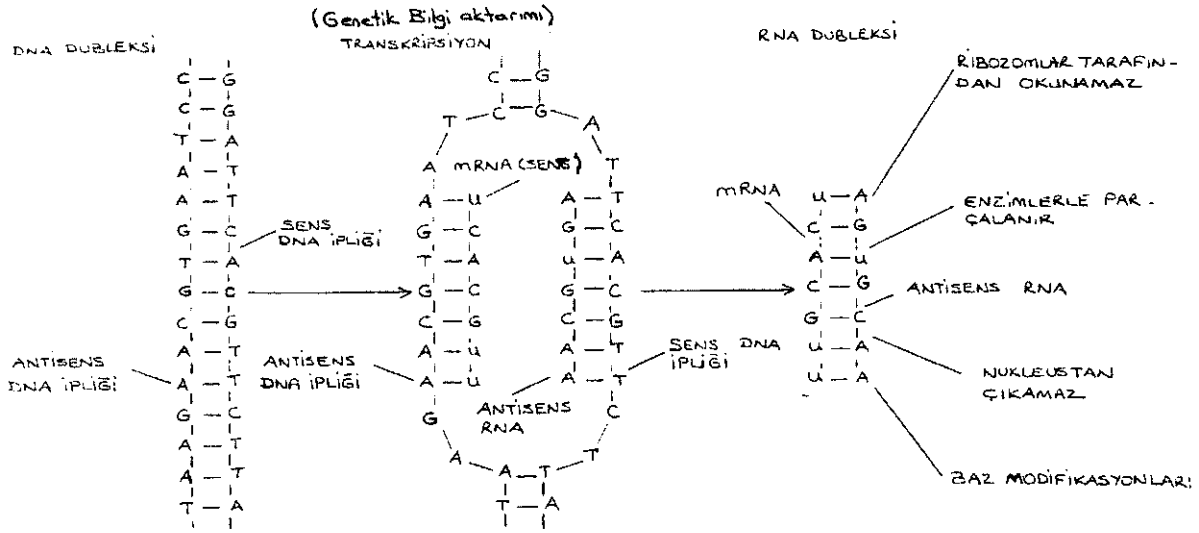 (Genetik Bilgi aktarımı)
DNA DUBLEKSİ
TRANSKRİPSİYON
RNA DUBLEKSİ
C-G
C-G
T-A
A-T
A-T
G-C
T-A
G-C
C-G
A-T
A-T
G-C
A-T
A-T
T-A
SENS
DNA İPLİĞİ
ANTİSENS
DNA İPLİĞİ
C-G
C-G
T A
A T
mRNA (SENS)
A-U A-T
G-C G-C
T-A U-A
G-C G-C
C-G C-G
A-U A-T
A-U A-T
G C
A T
A-T
T-A
ANTİSENS
DNA İPLİĞİ
ANTİSENS
RNA
SENS DNA
İPLİĞİ
mRNA
U-A
C-G
A-U
C-G
G-C
U-A
U-A
RİBOZOMLAR TARAFIN-
DAN OKUNAMAZ
ENZİMLERLE PAR-
ÇALANIR
ANTİSENS RNA
NUKLEUSTAN
ÇIKAMAZ
BAZ MODİFİKASYONLARI